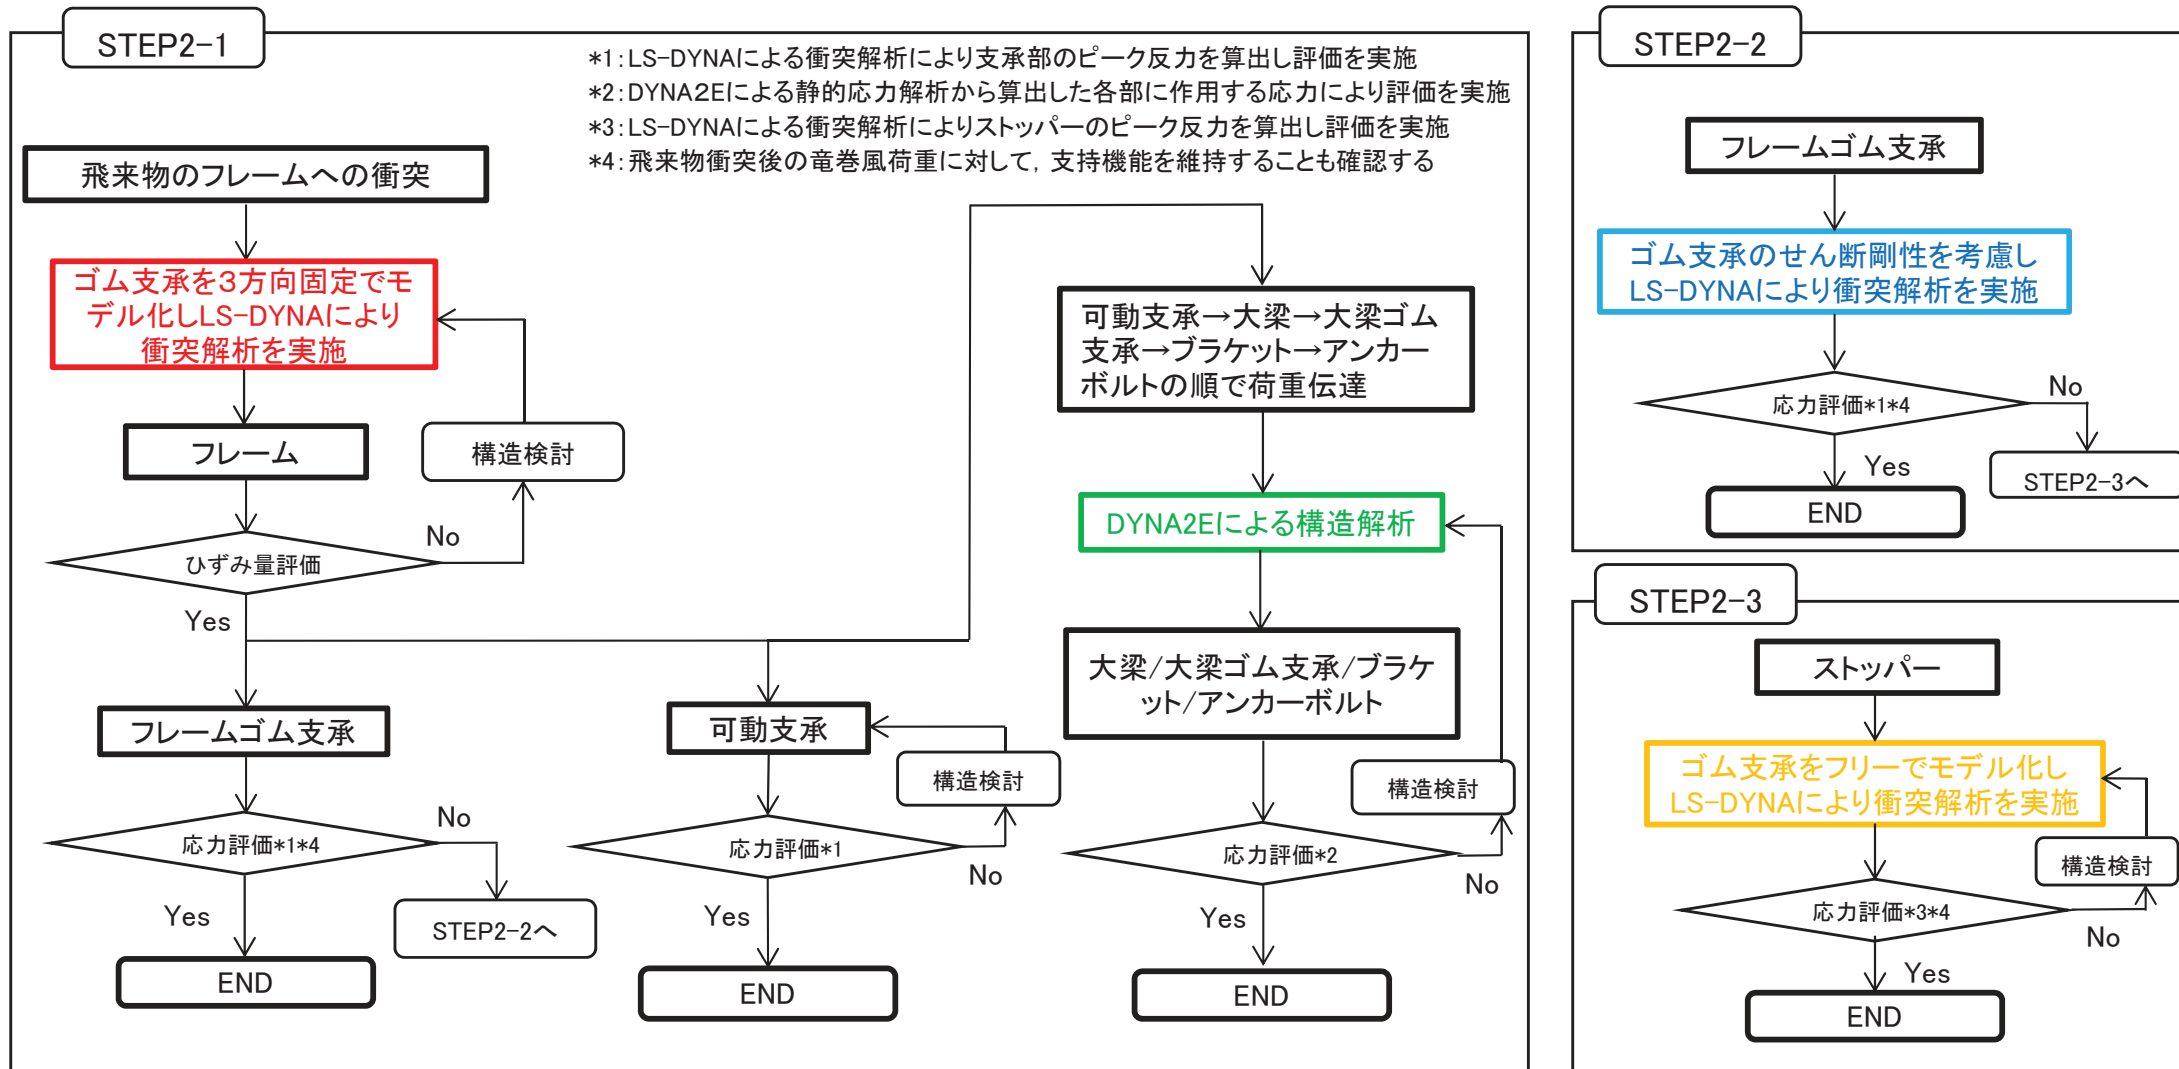 STEP2-1
*1:LS-DYNAによる衝突解析により支承部のピーク反力を算出し評価を実施
*2:DYNA2Eによる静的応力解析から算出した各部に作用する応力により評価を実施
*3:LS-DYNAによる衝突解析によりストッパーのピーク反力を算出し評価を実施
*4:飛来物衝突後の竜巻風荷重に対して, 支持機能を維持することも確認する
飛来物のフレームへの衝突
ゴム支承を3方向固定でモ
デル化しLS-DYNAにより
衝突解析を実施
フレーム
構造検討
ひずみ量評価
No
Yes
フレームゴム支承
応力評価*1*4
No
Yes
STEP2-2へ
END
可動支承
構造検討
応力評価*1
No
Yes
END
可動支承→大梁→大梁ゴム
支承→ブラケット→アンカー
ボルトの順で荷重伝達
DYNA2Eによる構造解析
大梁/大梁ゴム支承/ブラケ
ット/アンカーボルト
構造検討
応力評価*2
No
Yes
END
STEP2-2
フレームゴム支承
ゴム支承のせん断剛性を考慮し
LS-DYNAにより衝突解析を実施
応力評価*1*4
No
Yes
STEP2-3へ
END
STEP2-3
ストッパー
ゴム支承をフリーでモデル化し
LS-DYNAにより衝突解析を実施
構造検討
応力評価*3*4
No
Yes
END